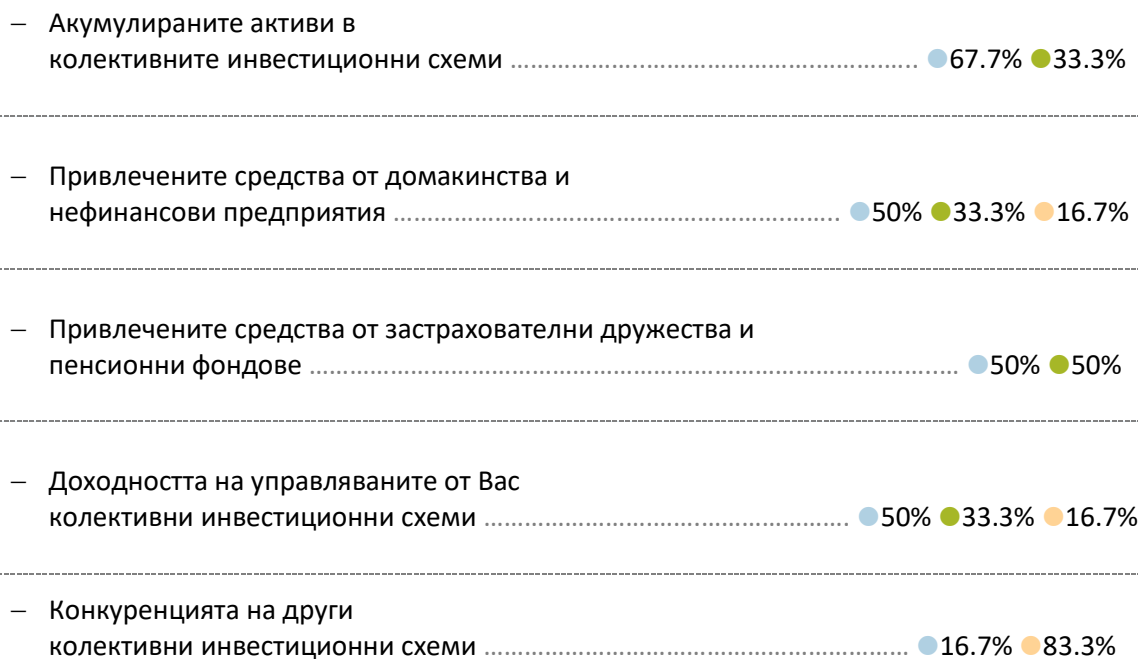 – Акумулираните активи в
колективните инвестиционни схеми ........................................................ ●67.7% ●33.3%
– Привлечените средства от домакинства и
нефинансови предприятия ............................................................. ●50% ●33.3% ●16.7%
– Привлечените средства от застрахователни дружества и
пенсионни фондове ......................................................................................... ●50% ●50%
– Доходността на управляваните от Вас
колективни инвестиционни схеми .................................................. ●50% ●33.3% ●16.7%
– Конкуренцията на други
колективни инвестиционни схеми .......................................................... ●16.7% ●83.3%